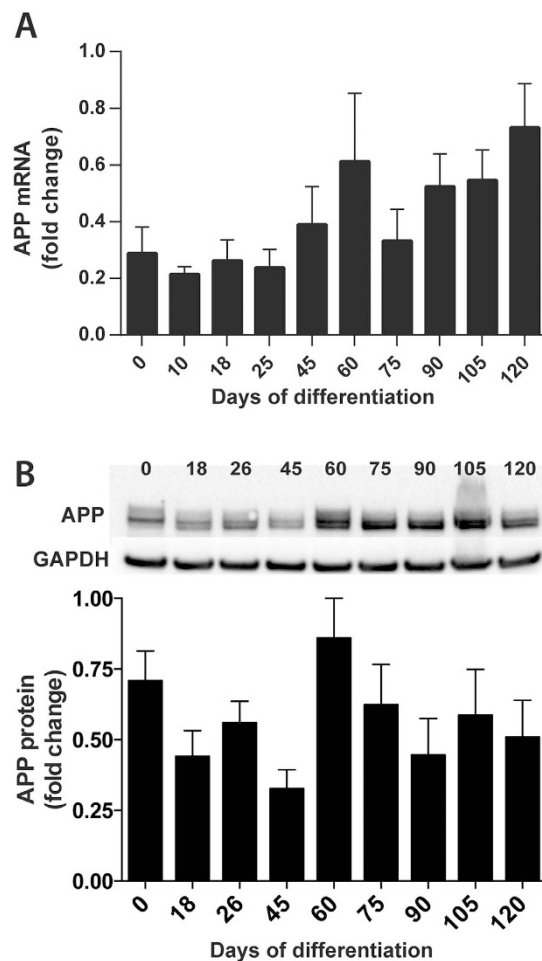 A
1.0
0.8
0.6
0.4
0.2
0.0
APP mRNA
(fold change)
0 10 18 25 45 60 75 90 105 120
Days of differentiation
B
0 18 26 45 60 75 90 105 120
APP
GAPDH
1.00
0.75
0.50
0.25
0.00
APP protein
(fold change)
0 18 26 45 60 75 90 105 120
Days of differentiation